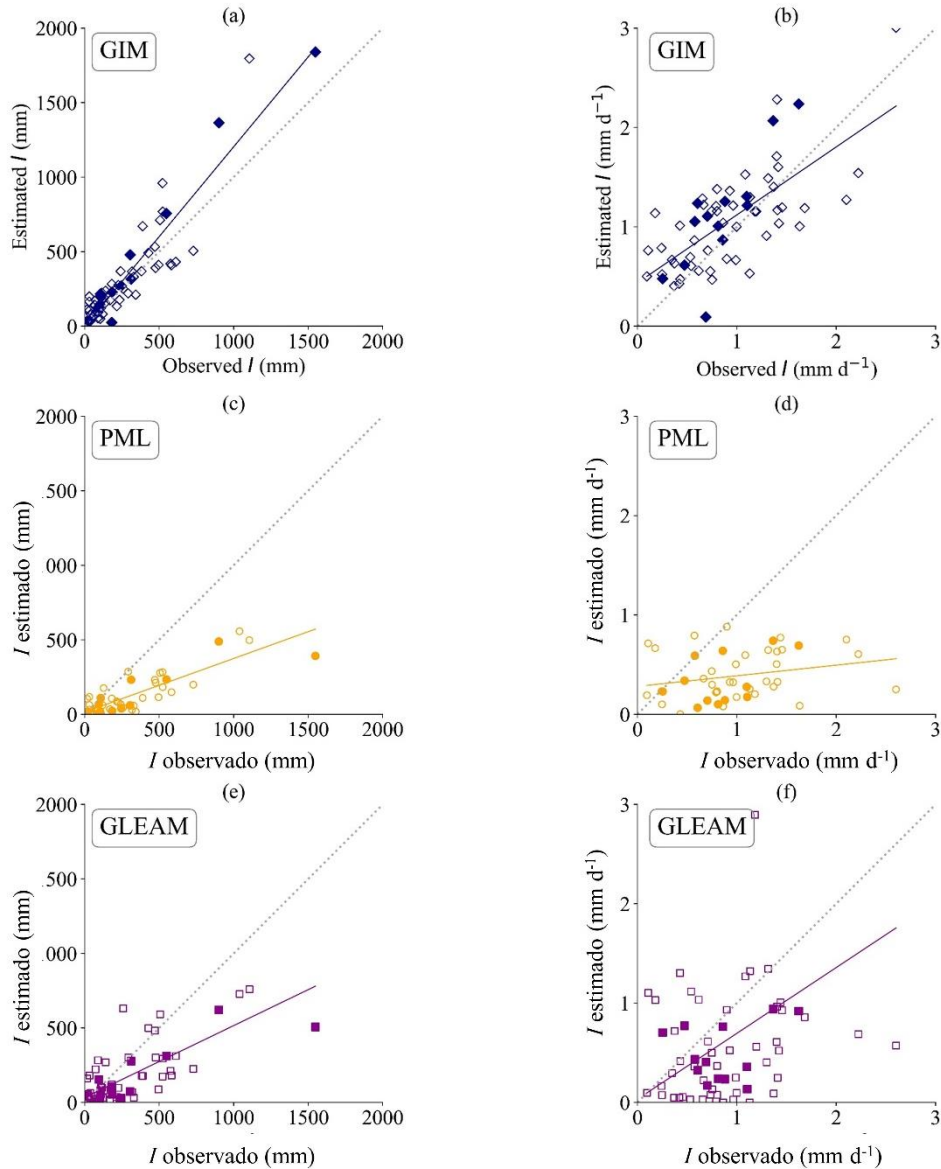 (a)
GIM
2000
1500
1000
500
0
Estimated I (mm)
0 500 1000 1500 2000
Observed I (mm)
(b)
GIM
3
2
1
0
Estimated I (mm d⁻¹)
0 1 2 3
Observed I (mm d⁻¹)
(c)
PML
2000
.500
000
500
0
I estimado (mm)
0 500 1000 1500 2000
I observado (mm)
(d)
PML
3
2
1
0
I estimado (mm d⁻¹)
0 1 2 3
I observado (mm d⁻¹)
(e)
GLEAM
2000
.500
000
500
0
I estimado (mm)
0 500 1000 1500 2000
I observado (mm)
(f)
GLEAM
3
2
1
0
I estimado (mm d⁻¹)
0 1 2 3
I observado (mm d⁻¹)